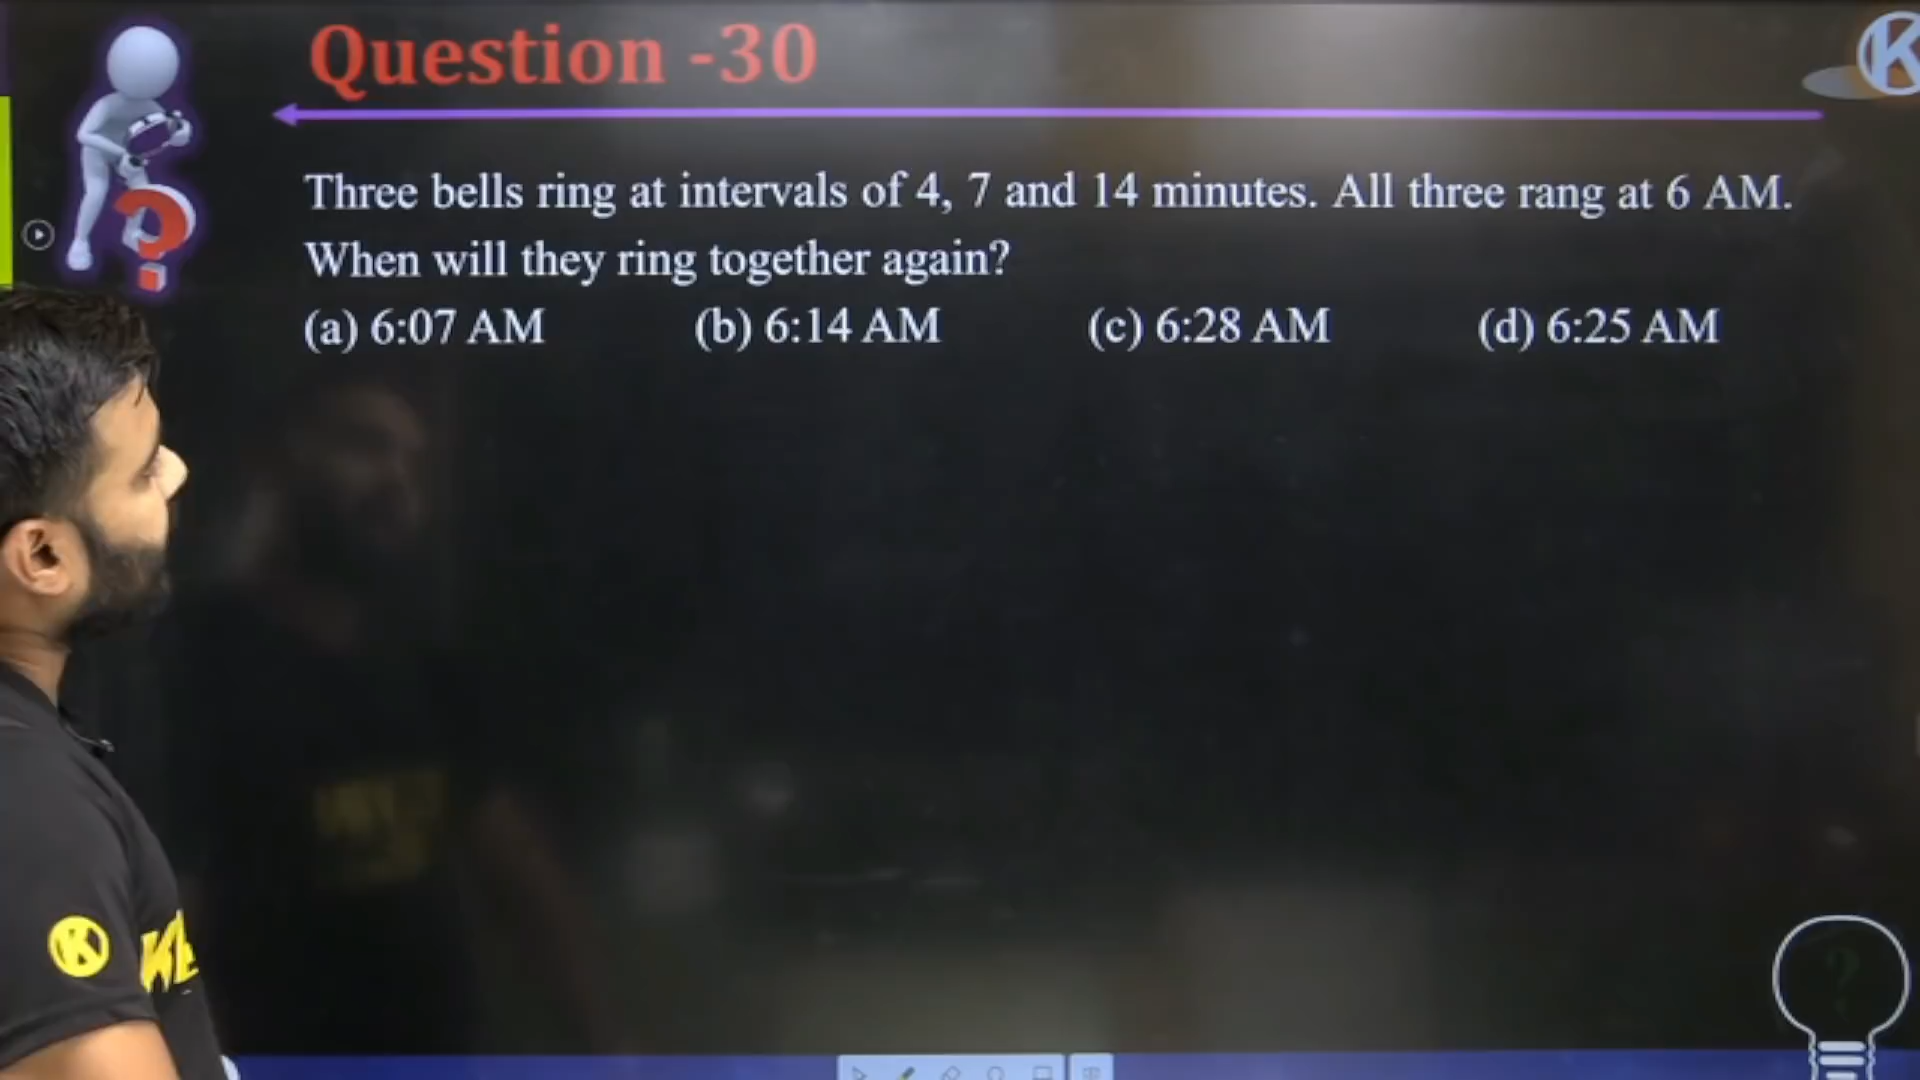 Question -30
Three bells ring at intervals of 4, 7 and 14 minutes. All three rang at 6 AM.
When will they ring together again?
(a) 6:07 AM (b) 6:14 AM (c) 6:28 AM (d) 6:25 AM
K
?
K
?